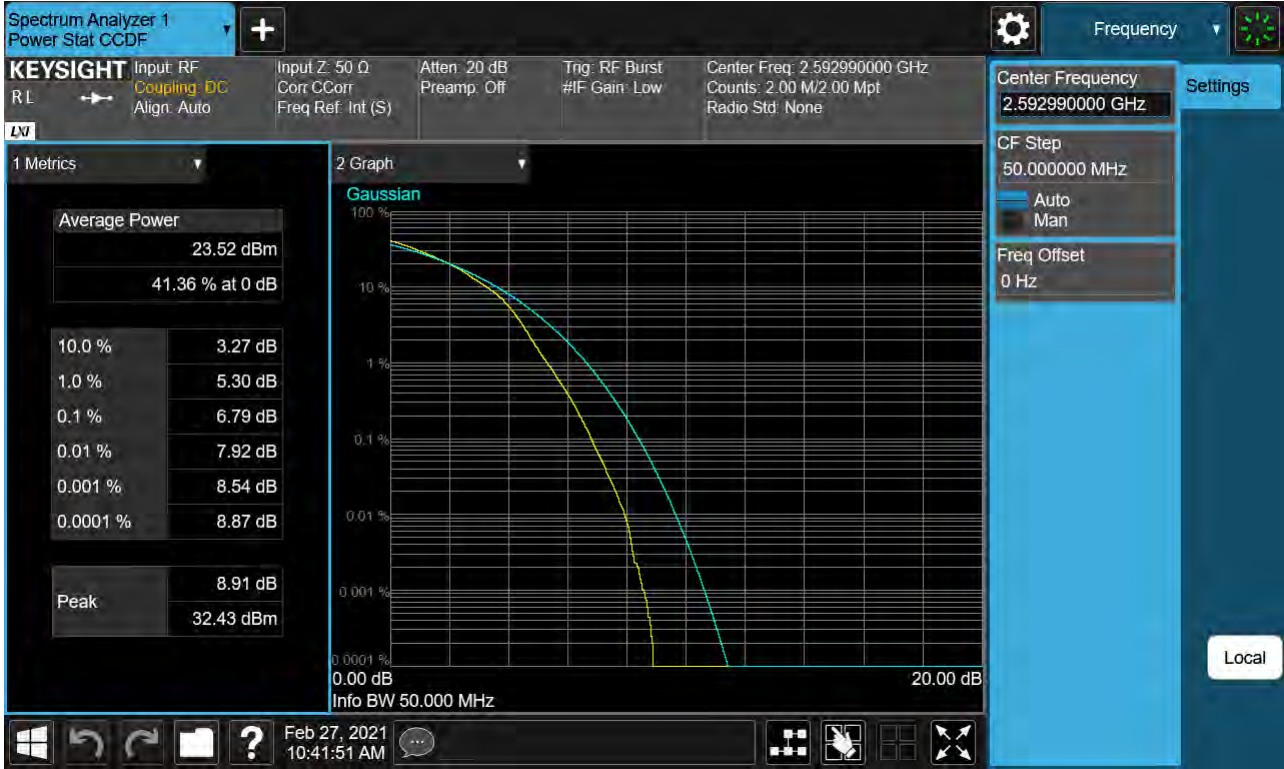 Spectrum Analyzer 1
Power Stat CCDF
Frequency
KEYSIGHT
R L
LXI
Input: RF
Coupling: DC
Align: Auto
Input Z: 50 Ω
Corr CCorr
Freq Ref: Int (S)
Atten: 20 dB
Preamp: Off
Trig: RF Burst
#IF Gain: Low
Center Freq: 2.592990000 GHz
Counts: 2.00 M/2.00 Mpt
Radio Std: None
Center Frequency
2.592990000 GHz
Settings
CF Step
50.000000 MHz
Auto
Man
Freq Offset
0 Hz
Local
1 Metrics
Average Power
23.52 dBm
41.36 % at 0 dB
10.0 % 3.27 dB
1.0 % 5.30 dB
0.1 % 6.79 dB
0.01 % 7.92 dB
0.001 % 8.54 dB
0.0001 % 8.87 dB
Peak
8.91 dB
32.43 dBm
2 Graph
Gaussian
100 %
10 %
1 %
0.1 %
0.01 %
0.001 %
0.0001 %
0.00 dB 20.00 dB
Info BW 50.000 MHz
?
Feb 27, 2021
10:41:51 AM